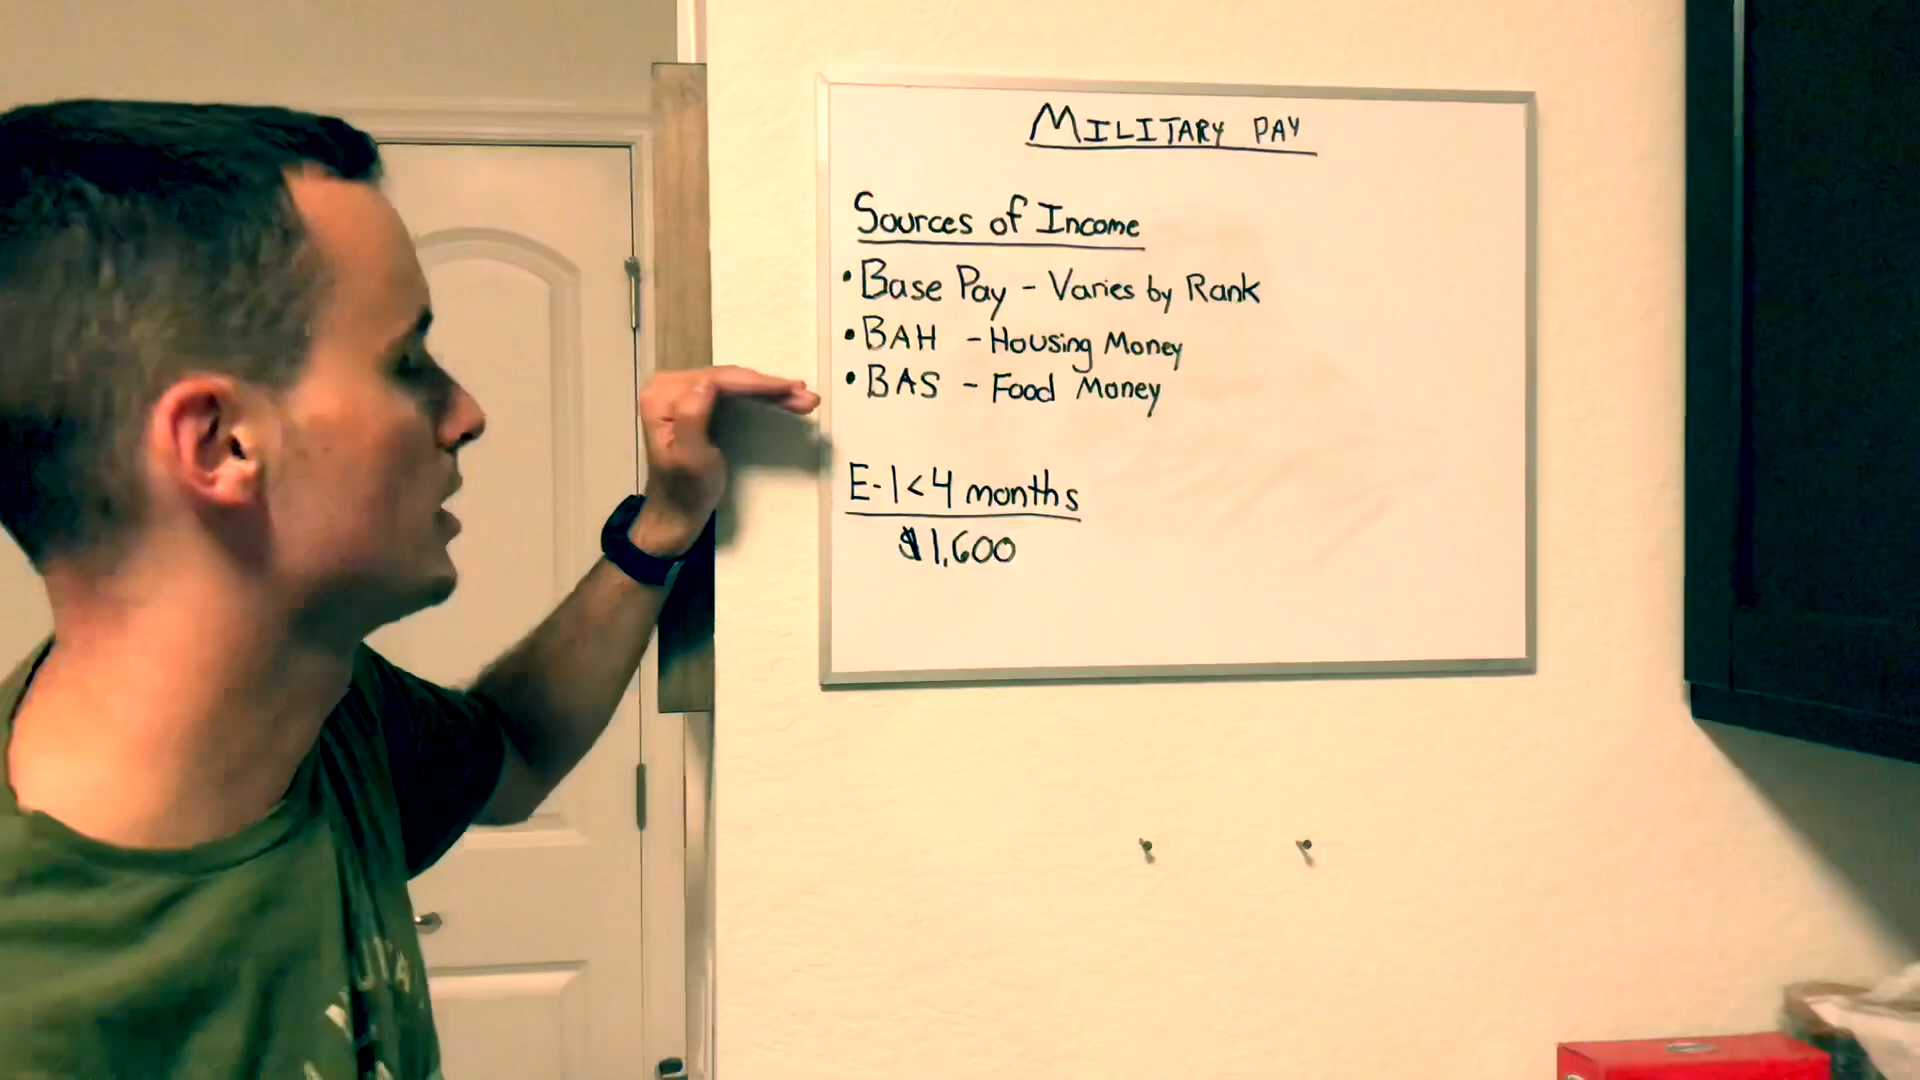 MILITARY PAY
Sources of Income
• Base Pay - Varies by Rank
• BAH - Housing Money
• BAS - Food Money
E-1 < 4 months
$1,600